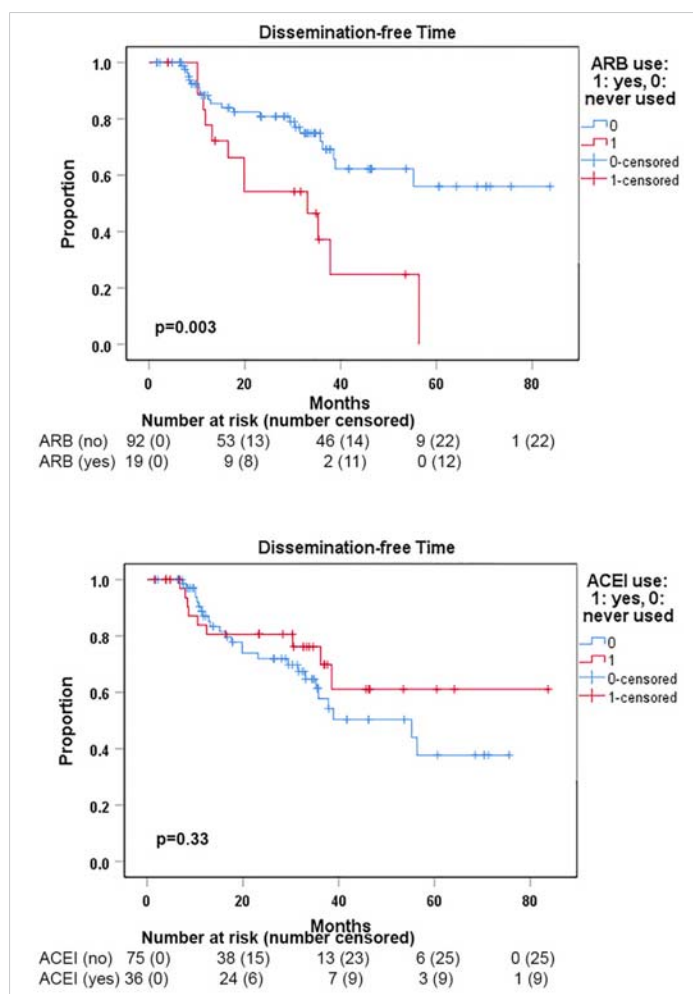 Dissemination-free Time
ARB use:
1: yes, 0:
never used
0
1
0-censored
1-censored
1.0
0.8
0.6
0.4
0.2
0.0
Proportion
p=0.003
0 20 40 60 80
Months
Number at risk (number censored)
ARB (no) 92 (0) 53 (13) 46 (14) 9 (22) 1 (22)
ARB (yes) 19 (0) 9 (8) 2 (11) 0 (12)
Dissemination-free Time
ACEI use:
1: yes, 0:
never used
0
1
0-censored
1-censored
1.0
0.8
0.6
0.4
0.2
0.0
Proportion
p=0.33
0 20 40 60 80
Months
Number at risk (number censored)
ACEI (no) 75 (0) 38 (15) 13 (23) 6 (25) 0 (25)
ACEI (yes) 36 (0) 24 (6) 7 (9) 3 (9) 1 (9)